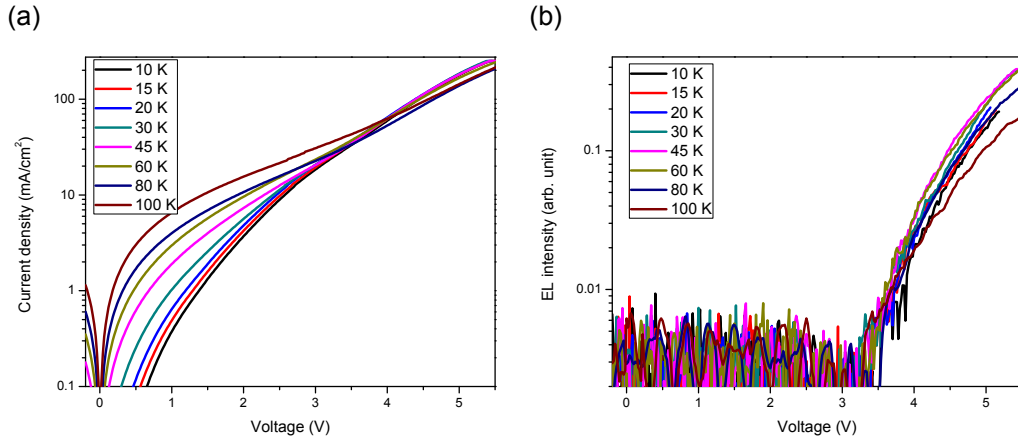 (a)
(b)
10 K
15 K
20 K
30 K
45 K
60 K
80 K
100 K
100
10
1
0.1
0
1
2
3
4
5
Current density (mA/cm²)
Voltage (V)
10 K
15 K
20 K
30 K
45 K
60 K
80 K
100 K
0.1
0.01
0
1
2
3
4
5
EL intensity (arb. unit)
Voltage (V)